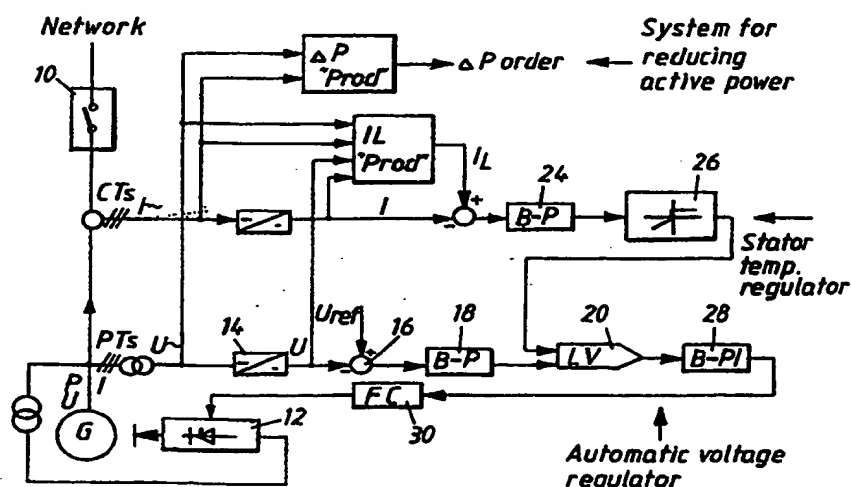 Network
10
ΔP
"Prod"
ΔP order
System for
reducing
active power
IL
"Prod"
IL
CTs
I~
I
+
-
24
B-P
26
Stator
temp.
regulator
PTs
U~
14
U
Uref
+
-
16
18
B-P
20
LV
28
B-PI
P
U
I
G
12
F.C.
30
Automatic voltage
regulator